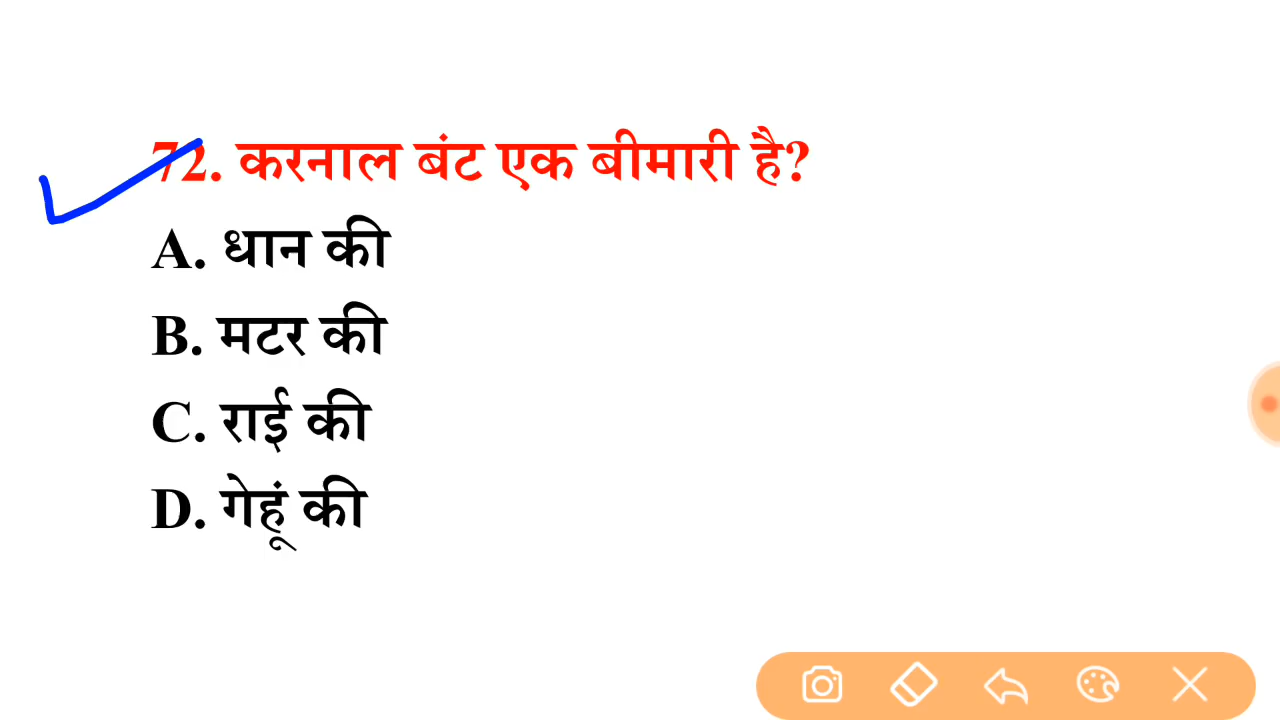 72. करनाल बंट एक बीमारी है?
A. धान की
B. मटर की
C. राई की
D. गेहूं की